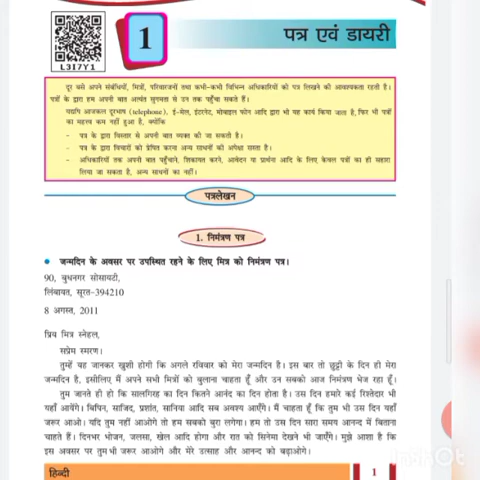 1
पत्र एवं डायरी
L3I7Y1
दूर बसे अपने संबंधियों, मित्रों, परिवारजनों तथा कभी-कभी विभिन्न अधिकारियों को पत्र लिखने की आवश्यकता रहती है।
पत्रों के द्वारा हम अपनी बात अत्यंत सुगमता से उन तक पहुँचा सकते हैं।
यद्यपि आजकल दूरभाष (telephone), ई-मेल, इंटरनेट, मोबाइल फोन आदि द्वारा भी यह कार्य किया जाता है, फिर भी पत्रों
का महत्त्व कम नहीं हुआ है, क्योंकि
- पत्र के द्वारा विस्तार से अपनी बात व्यक्त की जा सकती है।
- पत्र के द्वारा विचारों को प्रेषित करना अन्य साधनों की अपेक्षा सस्ता है।
- अधिकारियों तक अपनी बात पहुँचाने, शिकायत करने, आवेदन या प्रार्थना आदि के लिए केवल पत्रों का ही सहारा
लिया जा सकता है, अन्य साधनों का नहीं।
पत्रलेखन
1. निमंत्रण पत्र
● जन्मदिन के अवसर पर उपस्थित रहने के लिए मित्र को निमंत्रण पत्र।
90, बुधनगर सोसायटी,
लिंबायत, सूरत-394210
8 अगस्त, 2011
प्रिय मित्र स्नेहल,
सप्रेम स्मरण।
तुम्हें यह जानकर खुशी होगी कि अगले रविवार को मेरा जन्मदिन है। इस बार तो छुट्टी के दिन ही मेरा
जन्मदिन है, इसीलिए मैं अपने सभी मित्रों को बुलाना चाहता हूँ और उन सबको आज निमंत्रण भेज रहा हूँ।
तुम जानते ही हो कि सालगिरह का दिन कितने आनंद का दिन होता है। उस दिन हमारे कई रिश्तेदार भी
यहाँ आयेंगे। बिपिन, साजिद, प्रशांत, सानिया आदि सब अवश्य आएँगे। मैं चाहता हूँ कि तुम भी उस दिन यहाँ
जरूर आओ। यदि तुम नहीं आओगे तो हम सबको बुरा लगेगा। हम तो उस दिन सारा समय आनन्द में बिताना
चाहते हैं। दिनभर भोजन, जलसा, खेल आदि होगा और रात को सिनेमा देखने भी जाएँगे। मुझे आशा है कि
इस अवसर पर तुम भी जरूर आओगे और मेरे उत्साह और आनन्द को बढ़ाओगे।
हिन्दी
1